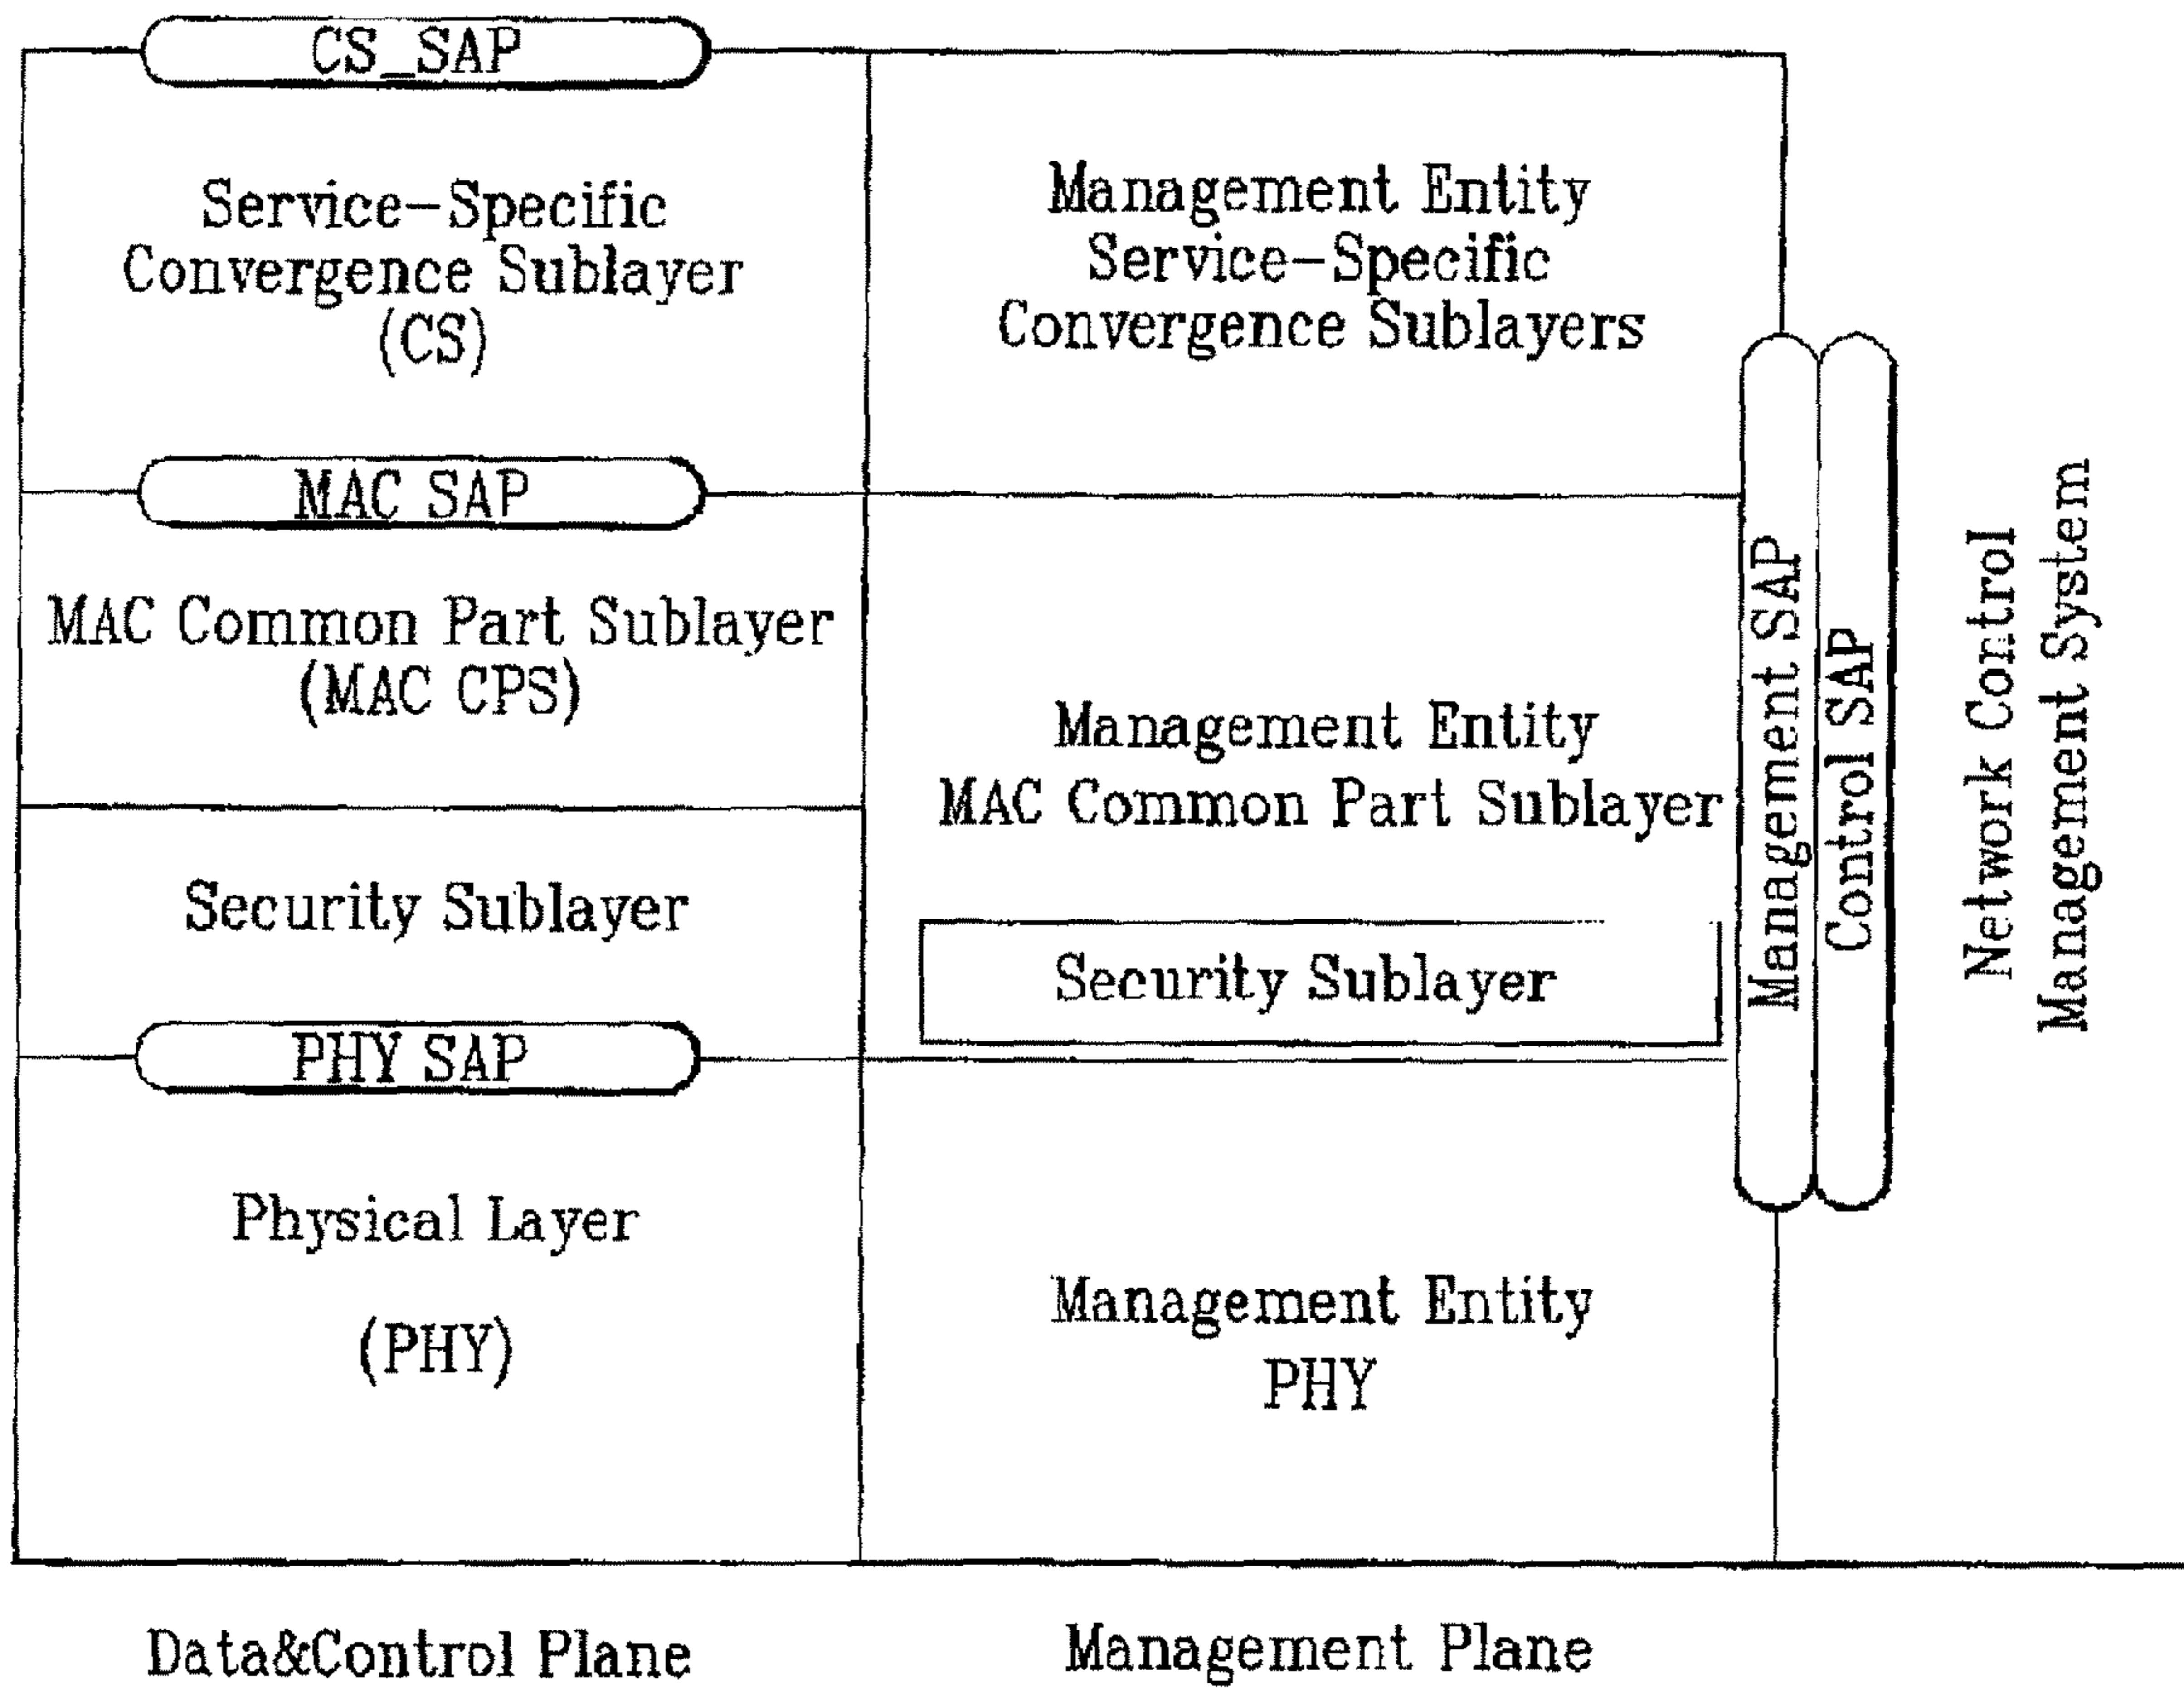 CS_SAP
Service-Specific
Convergence Sublayer
(CS)
MAC SAP
MAC Common Part Sublayer
(MAC CPS)
Security Sublayer
PHY SAP
Physical Layer
(PHY)
Data&Control Plane
Management Entity
Service-Specific
Convergence Sublayers
Management Entity
MAC Common Part Sublayer
Security Sublayer
Management Entity
PHY
Management Plane
Management SAP
Control SAP
Network Control
Management System